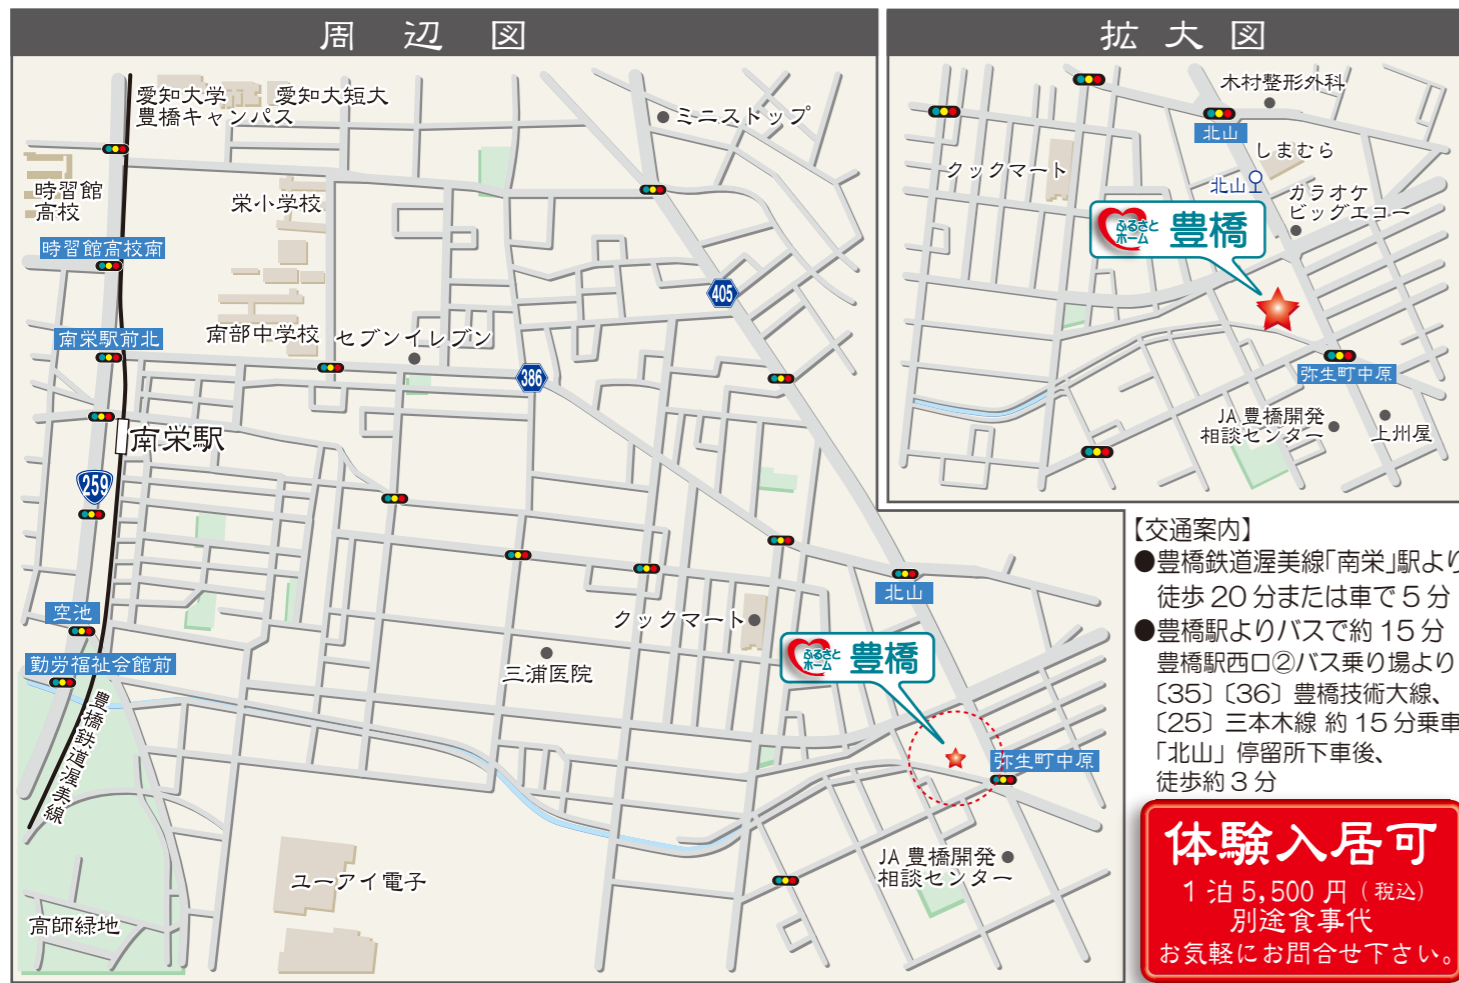 周辺図
愛知大学
豊橋キャンパス
愛知大短大
ミニストップ
時習館
高校
栄小学校
時習館高校南
405
南部中学校
セブンイレブン
南栄駅前北
386
南栄駅
259
北山
空池
クックマート
ふるさと
ホーム
豊橋
勤労福祉会館前
三浦医院
豊橋鉄道渥美線
弥生町中原
ユーアイ電子
JA 豊橋開発
相談センター
高師緑地
拡大図
木村整形外科
北山
しまむら
クックマート
北山
カラオケ
ビッグエコー
ふるさと
ホーム
豊橋
弥生町中原
JA 豊橋開発
相談センター
上州屋
【交通案内】
●豊橋鉄道渥美線「南栄」駅より
徒歩 20 分または車で 5 分
●豊橋駅よりバスで約 15 分
豊橋駅西口②バス乗り場より
〔35〕〔36〕豊橋技術大線、
〔25〕三本木線 約 15 分乗車
「北山」停留所下車後、
徒歩約 3 分
体験入居可
1 泊 5,500 円（税込）
別途食事代
お気軽にお問合せ下さい。